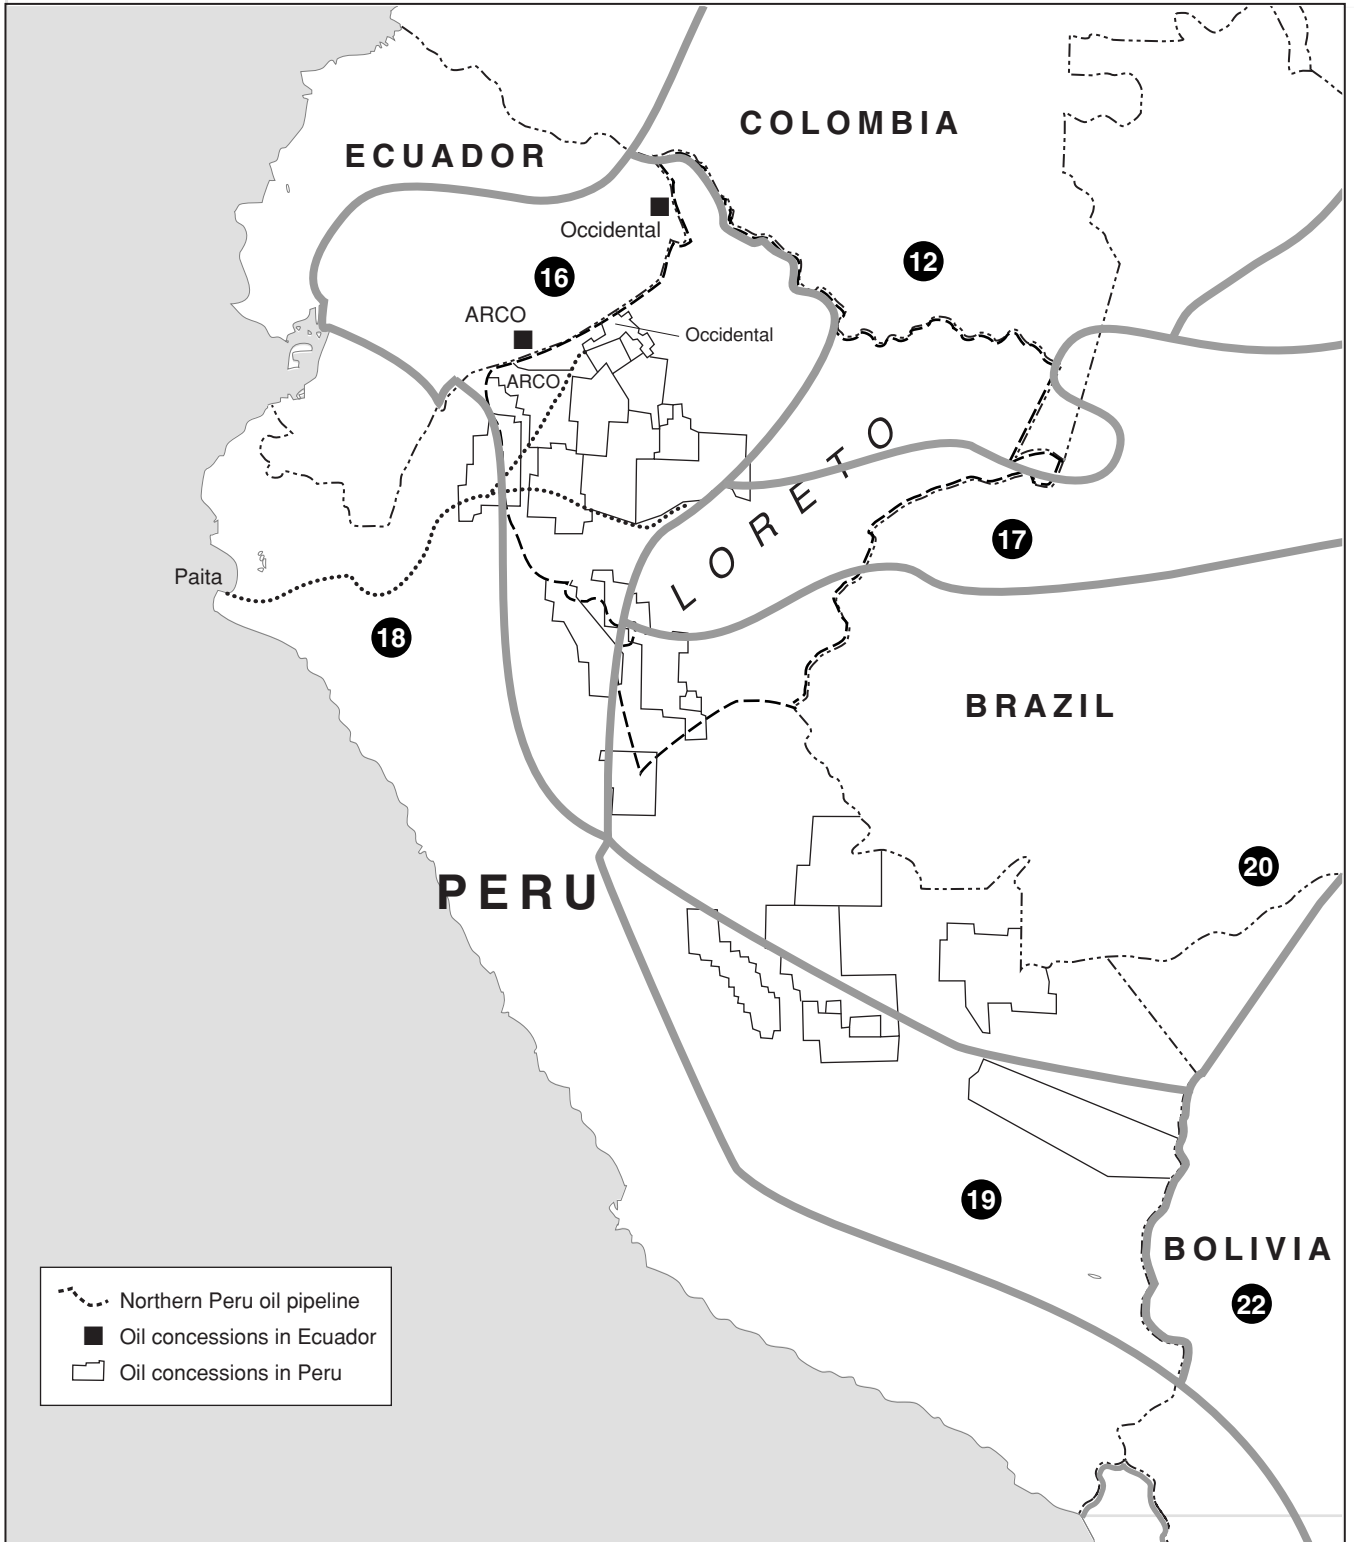 COLOMBIA
ECUADOR
Occidental
12
16
ARCO
Occidental
ARCO
LORETO
17
Paita
18
BRAZIL
20
PERU
19
BOLIVIA
22
Northern Peru oil pipeline
Oil concessions in Ecuador
Oil concessions in Peru